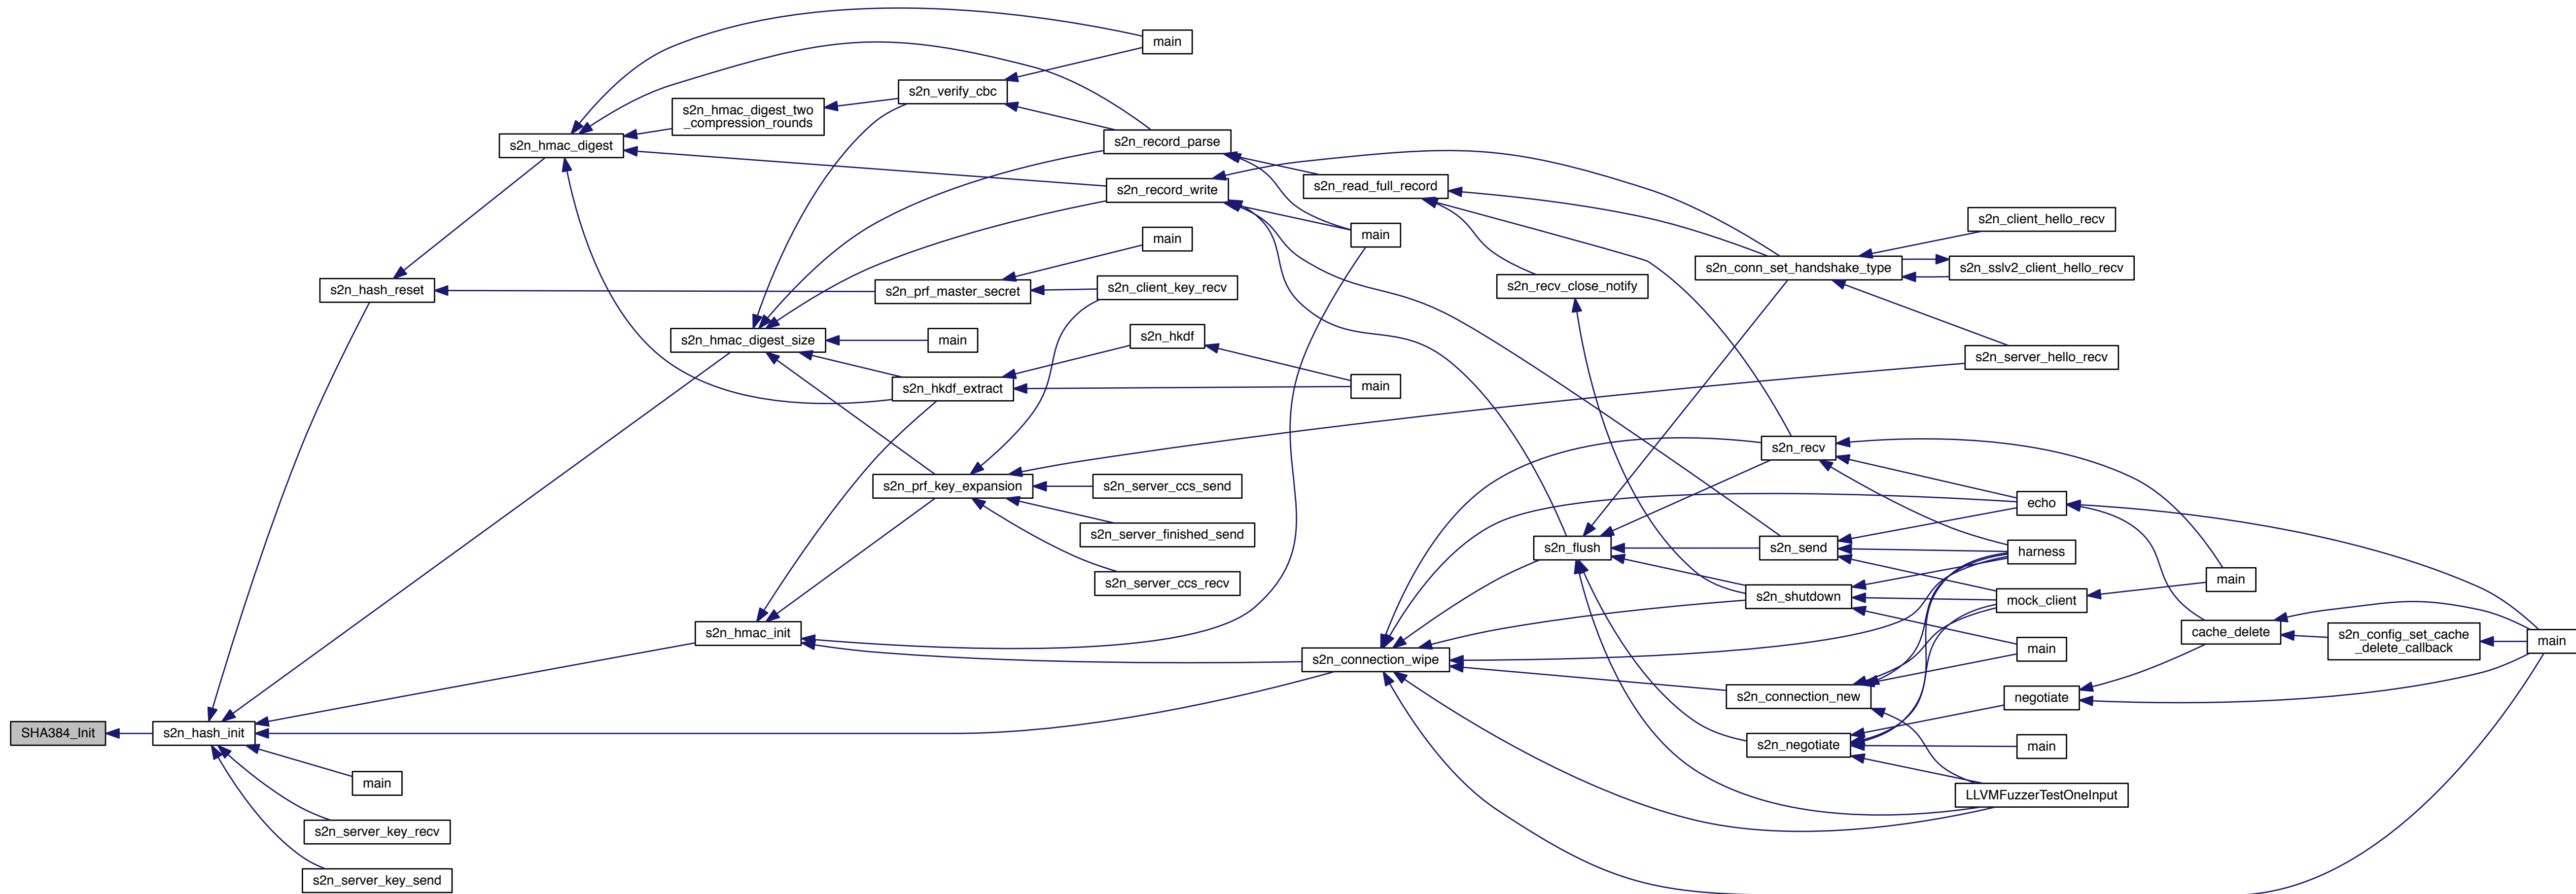 main
s2n_verify_cbc
s2n_hmac_digest_two
_compression_rounds
s2n_hmac_digest
s2n_record_parse
s2n_record_write
s2n_read_full_record
s2n_client_hello_recv
main
main
s2n_conn_set_handshake_type
s2n_sslv2_client_hello_recv
s2n_hash_reset
s2n_prf_master_secret
s2n_client_key_recv
s2n_recv_close_notify
s2n_hmac_digest_size
main
s2n_hkdf
s2n_server_hello_recv
s2n_hkdf_extract
main
s2n_recv
s2n_prf_key_expansion
s2n_server_ccs_send
echo
s2n_server_finished_send
s2n_flush
s2n_send
harness
s2n_server_ccs_recv
main
s2n_shutdown
mock_client
s2n_hmac_init
cache_delete
s2n_config_set_cache
_delete_callback
main
main
s2n_connection_wipe
s2n_connection_new
negotiate
SHA384_Init
s2n_hash_init
s2n_negotiate
main
main
LLVMFuzzerTestOneInput
s2n_server_key_recv
s2n_server_key_send